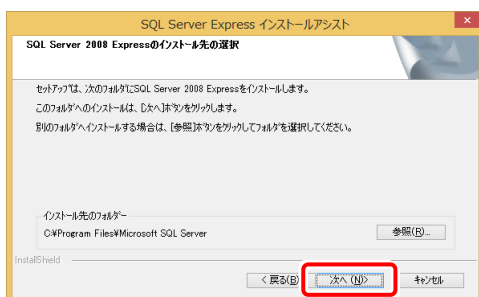 SQL Server Express インストールアシスト
SQL Server 2008 Expressのインストール先の選択
セットアップは、次のフォルダにSQL Server 2008 Expressをインストールします。
このフォルダへのインストールは、[次へ]ボタンをクリックします。
別のフォルダへインストールする場合は、[参照]ボタンをクリックしてフォルダを選択してください。
インストール先のフォルダー
C:¥Program Files¥Microsoft SQL Server
参照(R)...
InstallShield
< 戻る(B)
次へ (N)>
キャンセル